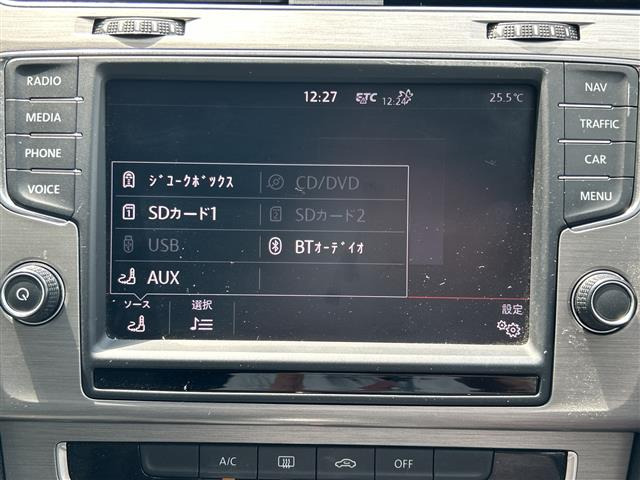 RADIO
MEDIA
PHONE
VOICE
12:27 ETC 12:24 25.5℃
ｼﾞｭｰｸﾎﾞｯｸｽ CD/DVD
SDカード1 SDカード2
USB BTｵｰﾃﾞｨｵ
AUX
ソース 選択 設定
NAV
TRAFFIC
CAR
MENU
A/C OFF